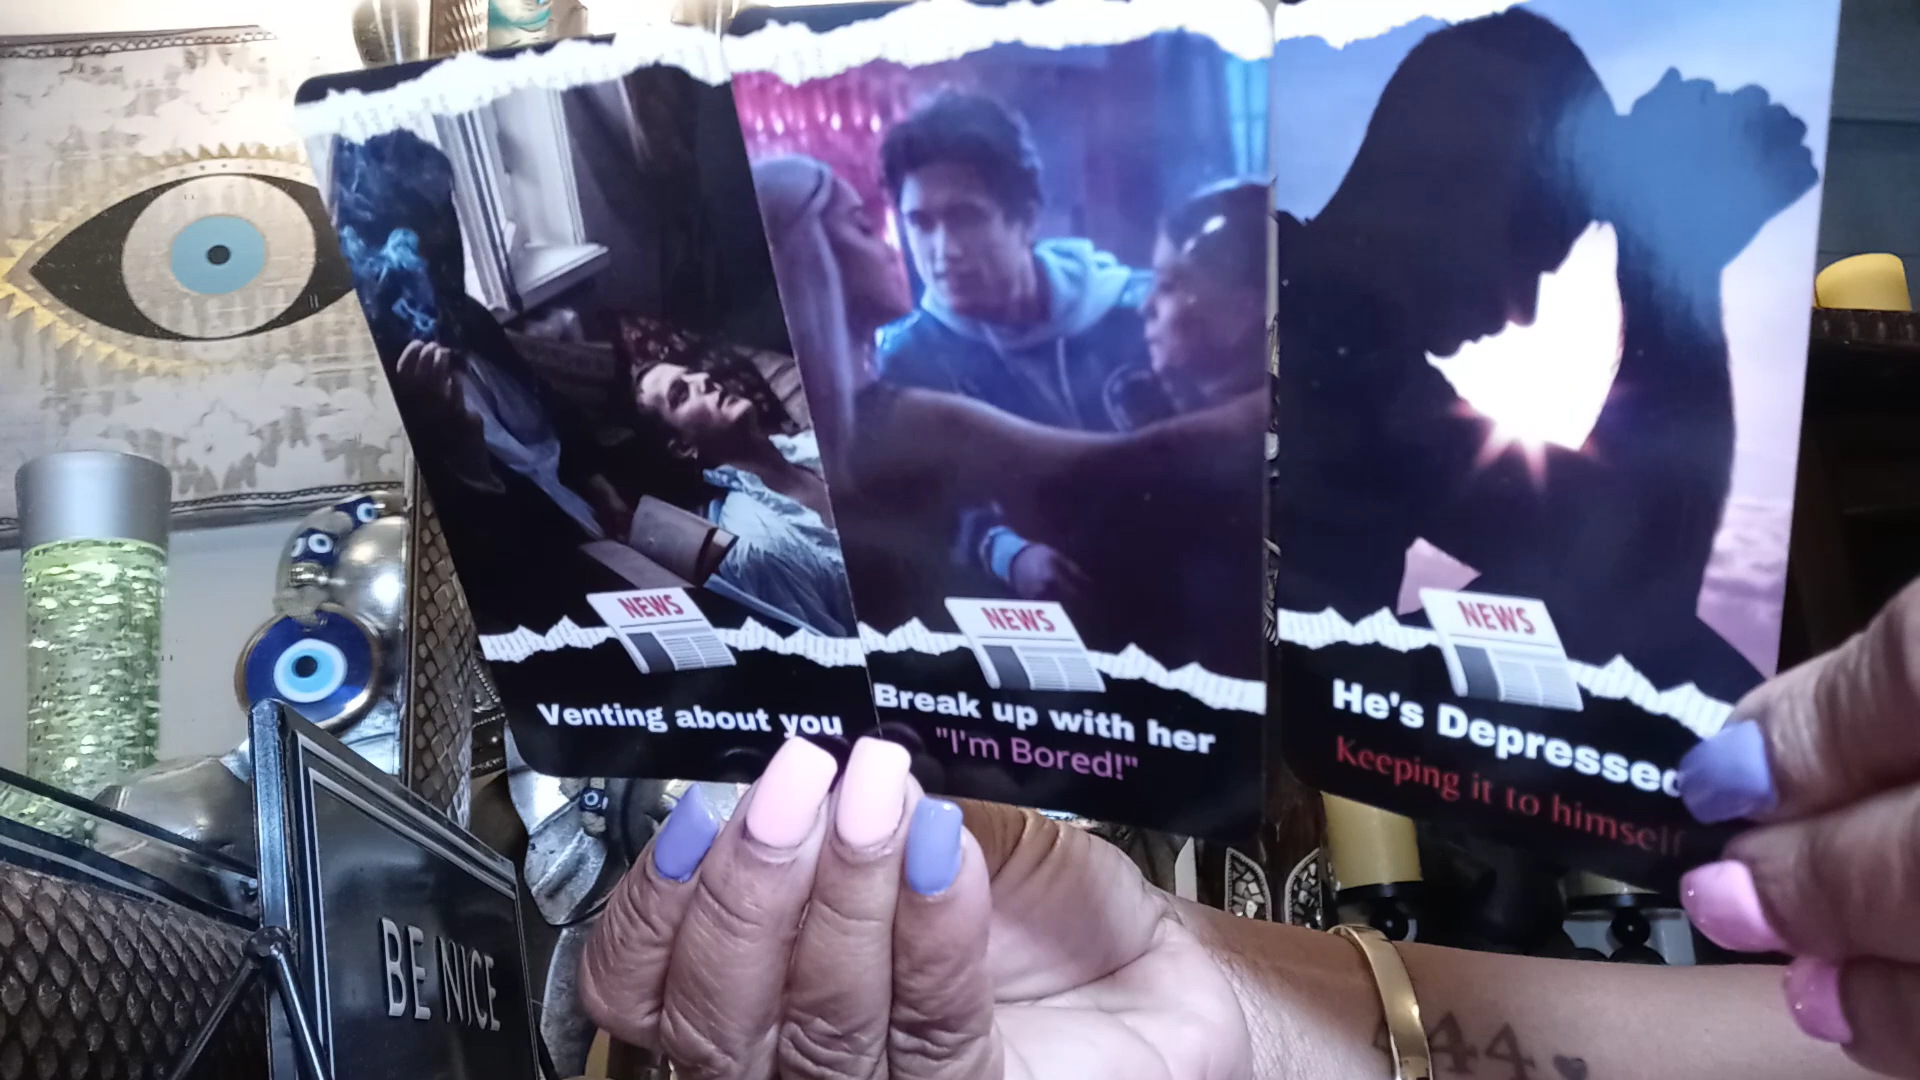 NEWS
Venting about you
NEWS
Break up with her
"I'm Bored!"
NEWS
He's Depressed
Keeping it to himself
BE NICE
444